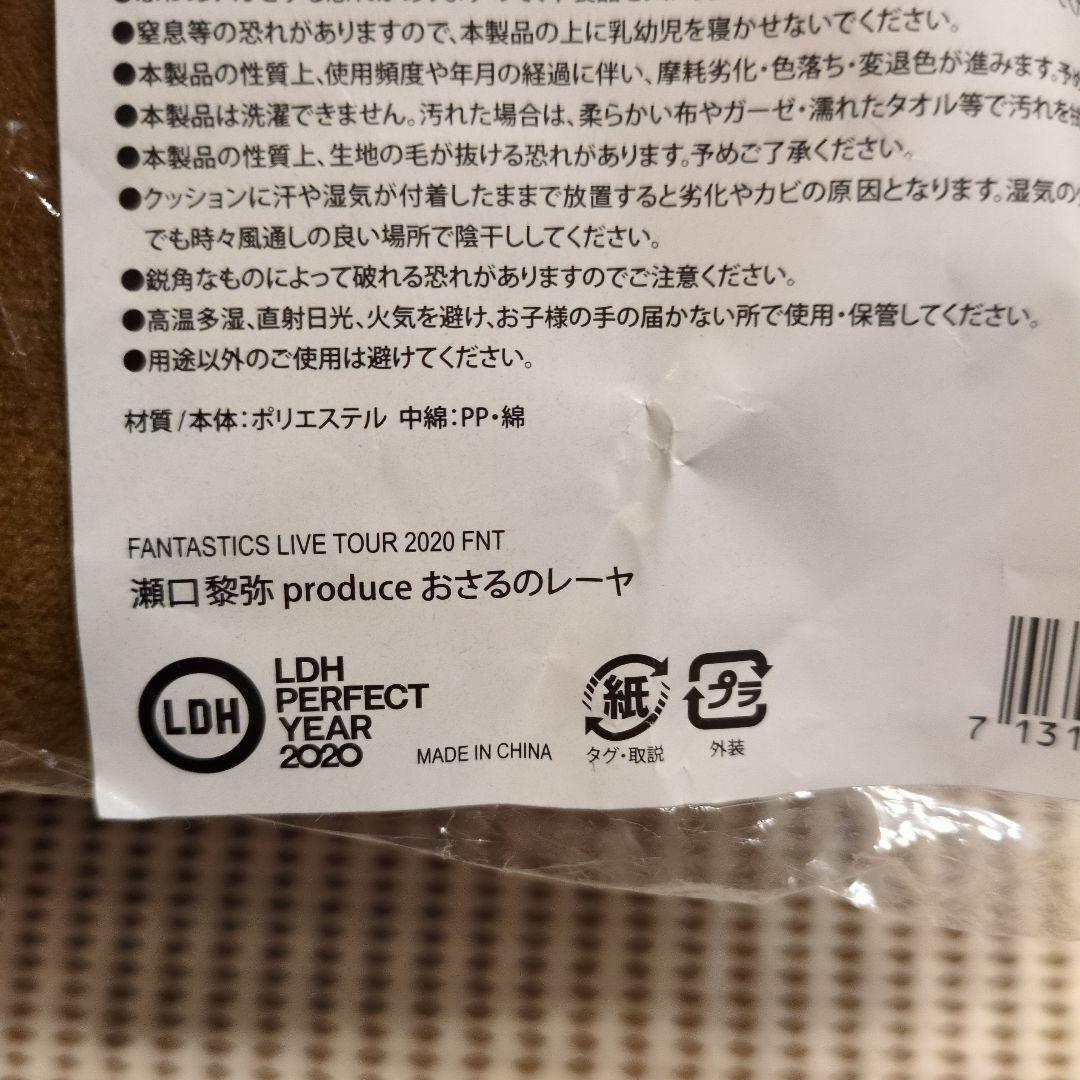 ●窒息等の恐れがありますので、本製品の上に乳幼児を寝かせないでください。
●本製品の性質上、使用頻度や年月の経過に伴い、摩耗劣化・色落ち・変退色が進みます。予め
●本製品は洗濯できません。汚れた場合は、柔らかい布やガーゼ・濡れたタオル等で汚れを
●本製品の性質上、生地の毛が抜ける恐れがあります。予めご了承ください。
●クッションに汗や湿気が付着したままで放置すると劣化やカビの原因となります。湿気の
でも時々風通しの良い場所で陰干ししてください。
●鋭角なものによって破れる恐れがありますのでご注意ください。
●高温多湿、直射日光、火気を避け、お子様の手の届かない所で使用・保管してください。
●用途以外のご使用は避けてください。
材質/本体:ポリエステル 中綿:PP・綿
FANTASTICS LIVE TOUR 2020 FNT
瀬口黎弥 produce おさるのレーヤ
LDH
LDH
PERFECT
YEAR
2020
MADE IN CHINA
紙
タグ・取説
プラ
外装
7 131